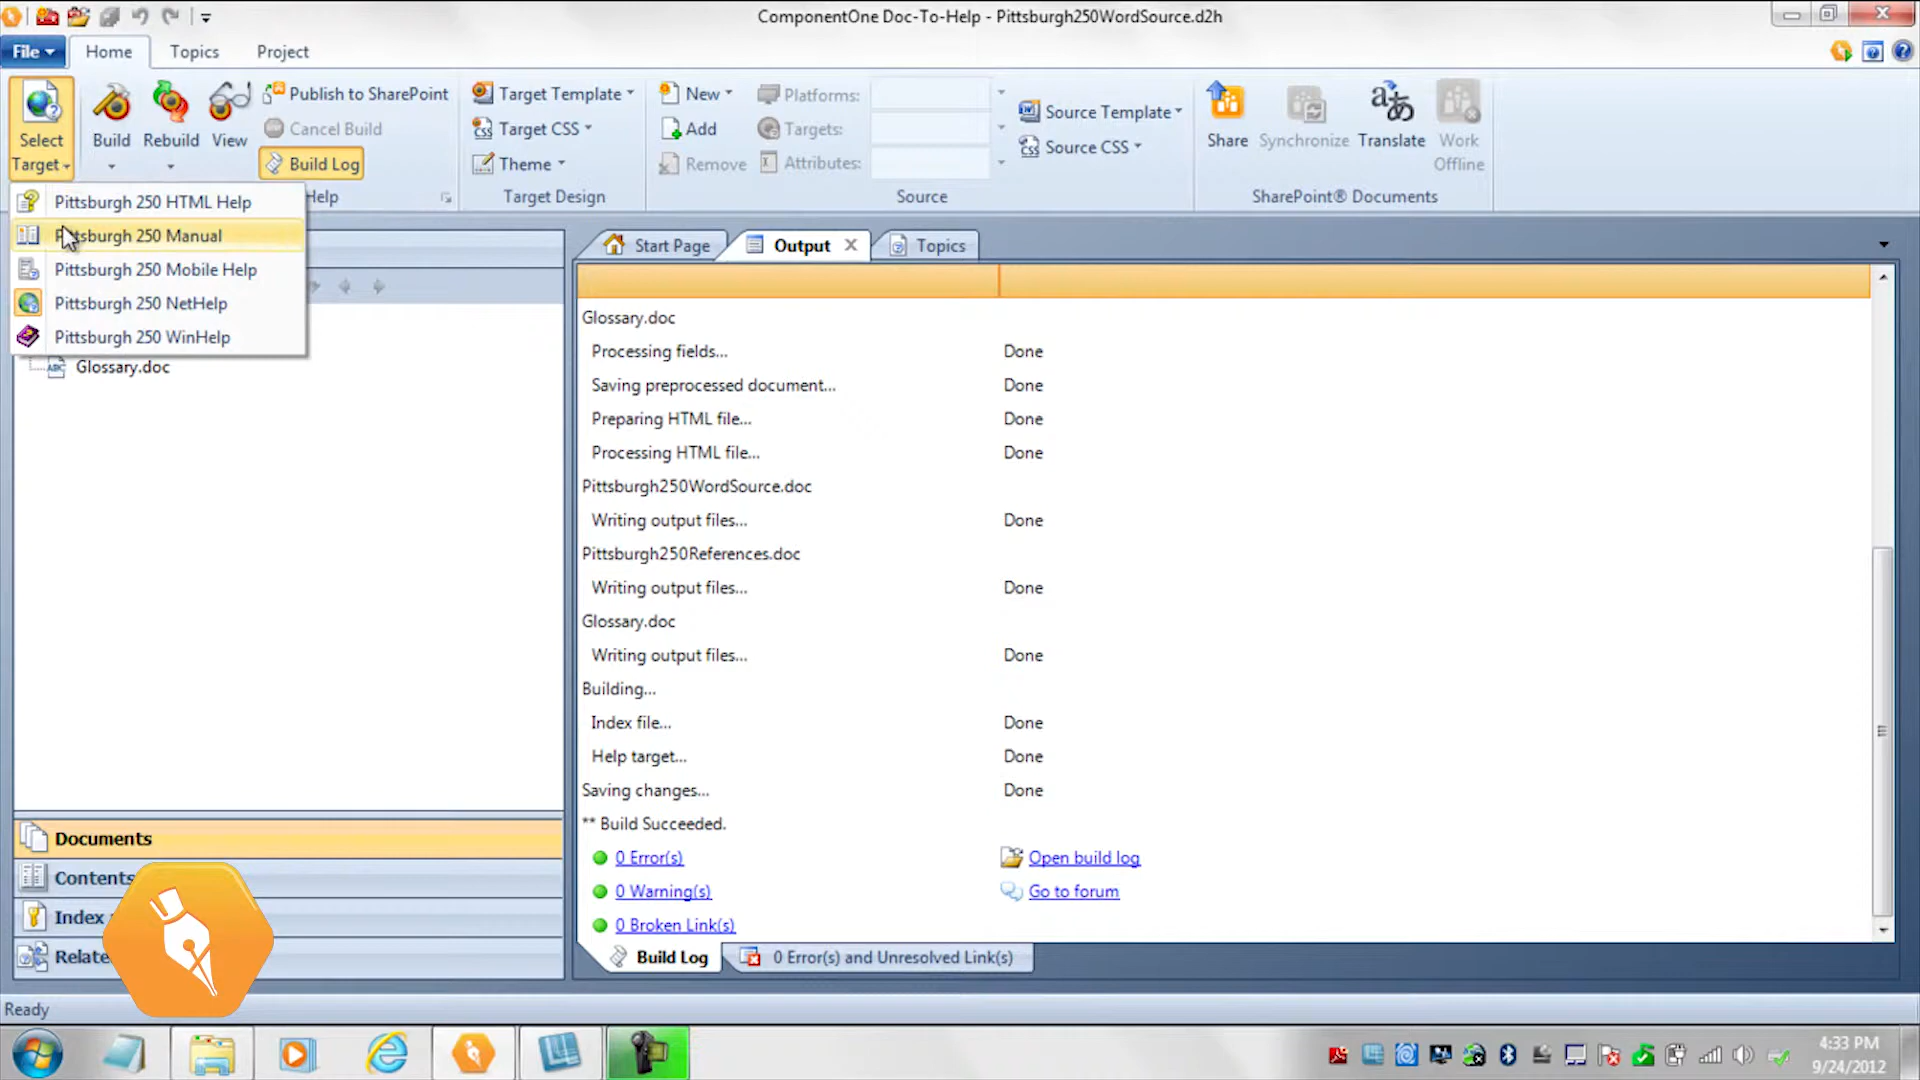 ComponentOne Doc-To-Help - Pittsburgh250WordSource.d2h
File Home Topics Project
Select Target
Build
Rebuild
View
Publish to SharePoint
Cancel Build
Build Log
Help
Target Template
Target CSS
Theme
Target Design
New
Add
Remove
Platforms:
Targets:
Attributes:
Source Template
Source CSS
Source
Share
Synchronize
Translate
Work Offline
SharePoint® Documents
Pittsburgh 250 HTML Help
Pittsburgh 250 Manual
Pittsburgh 250 Mobile Help
Pittsburgh 250 NetHelp
Pittsburgh 250 WinHelp
Glossary.doc
Start Page Output Topics
Glossary.doc
Processing fields... Done
Saving preprocessed document... Done
Preparing HTML file... Done
Processing HTML file... Done
Pittsburgh250WordSource.doc
Writing output files... Done
Pittsburgh250References.doc
Writing output files... Done
Glossary.doc
Writing output files... Done
Building...
Index file... Done
Help target... Done
Saving changes... Done
** Build Succeeded.
0 Error(s) Open build log
0 Warning(s) Go to forum
0 Broken Link(s)
Build Log 0 Error(s) and Unresolved Link(s)
Documents
Contents
Index
Relate
Ready
4:33 PM
9/24/2012